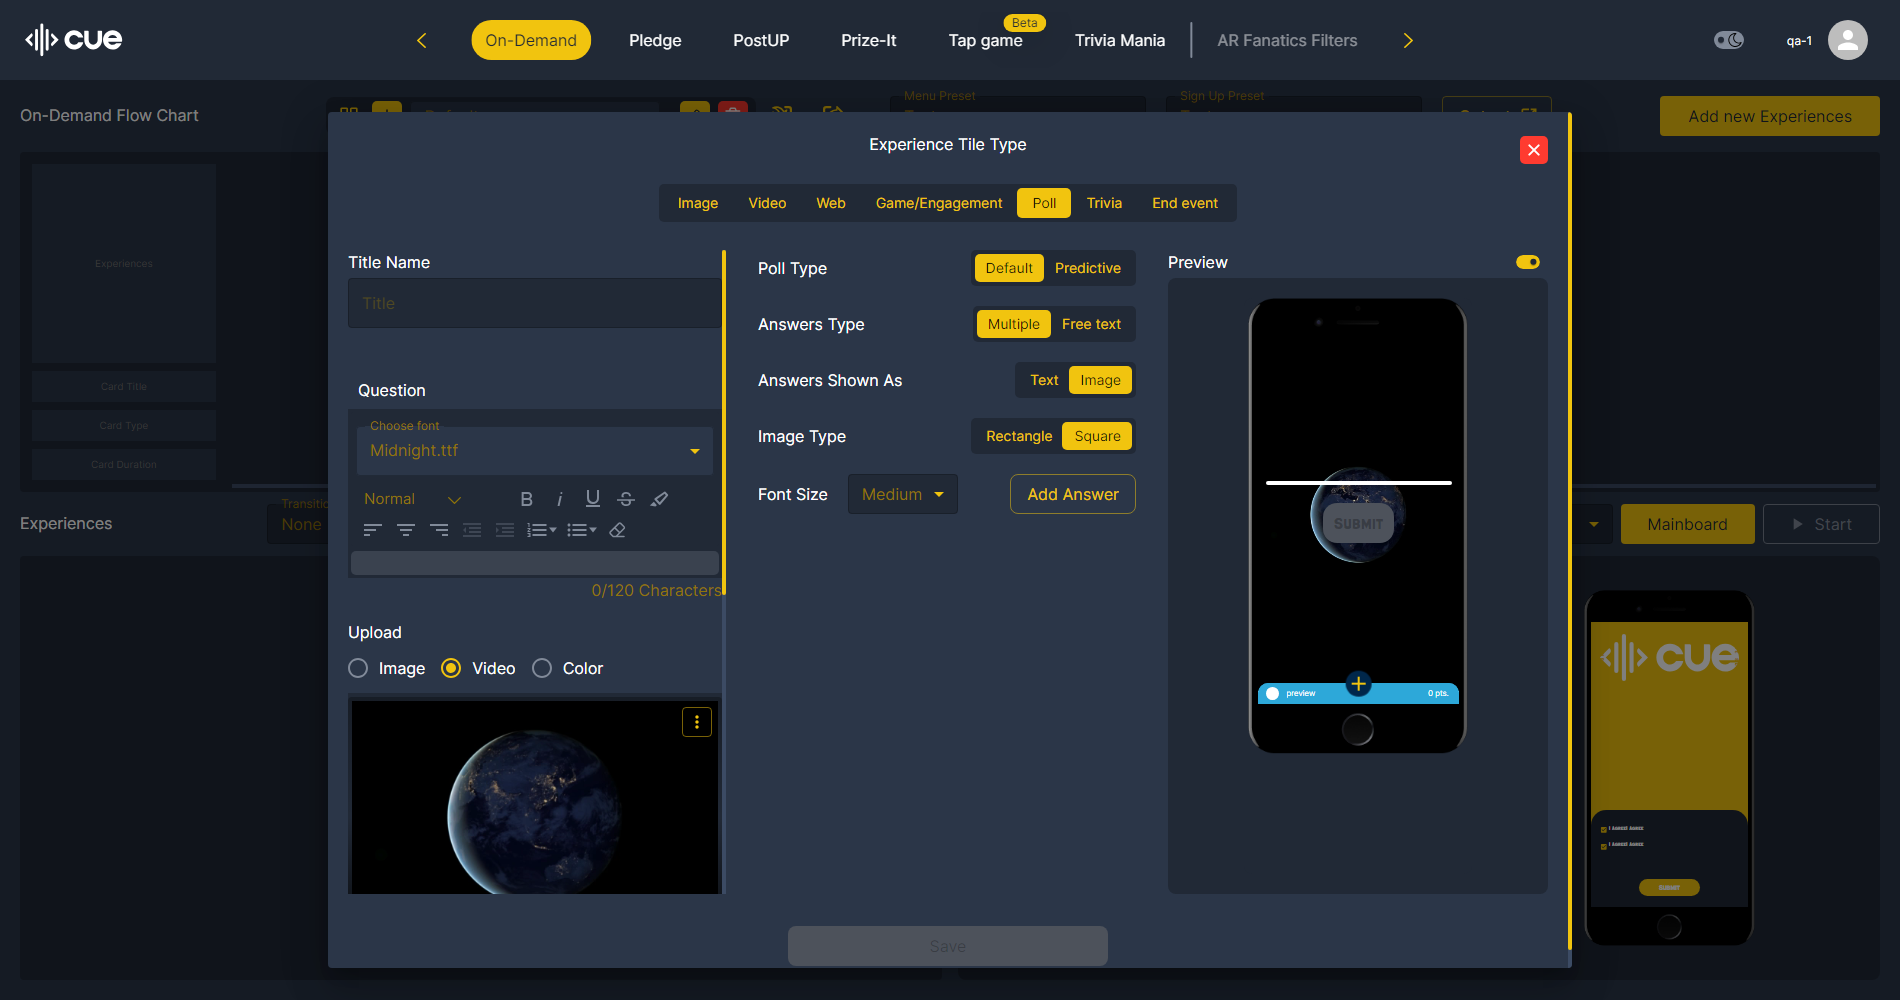 cue
On-Demand
Pledge
PostUP
Prize-It
Beta
Tap game
Trivia Mania
AR Fanatics Filters
qa-1
On-Demand Flow Chart
Menu Preset
Sign Up Preset
Add new Experiences
Experience Tile Type
Image
Video
Web
Game/Engagement
Poll
Trivia
End event
Experiences
Card Title
Card Type
Card Duration
Title Name
Title
Question
Choose font
Midnight.ttf
Normal
0/120 Characters
Upload
Image
Video
Color
Poll Type
Default
Predictive
Answers Type
Multiple
Free text
Answers Shown As
Text
Image
Image Type
Rectangle
Square
Font Size
Medium
Add Answer
Preview
SUBMIT
preview
0 pts.
Experiences
None
Mainboard
Start
cue
SUBMIT
Save